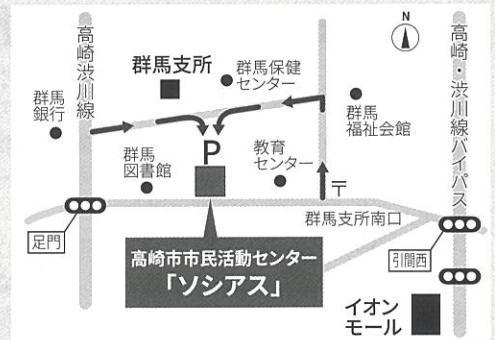 N
高崎渋川線
群馬支所
群馬保健
センター
群馬
銀行
群馬
福祉会館
高崎・渋川線バイパス
P
群馬
図書館
教育
センター
〒
群馬支所南口
足門
引間西
高崎市市民活動センター
「ソシアス」
イオン
モール